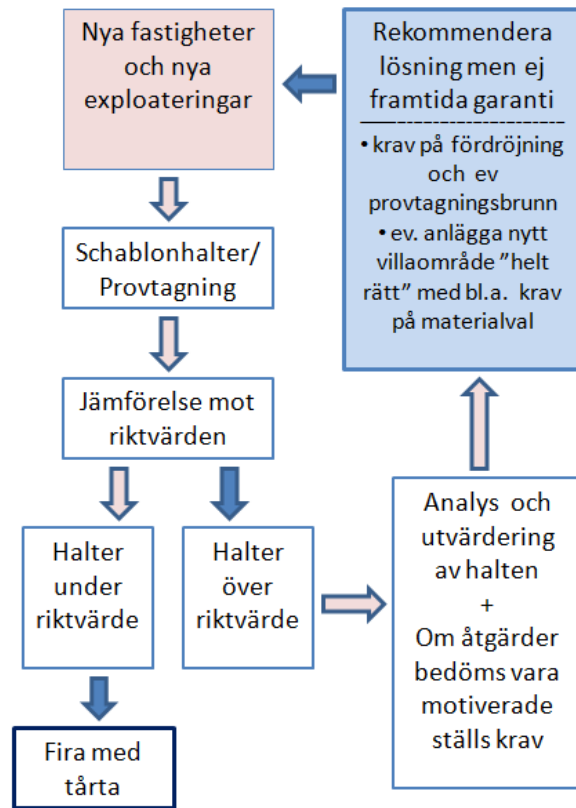 Nya fastigheter
och nya
exploateringar
Schablonhalter/
Provtagning
Jämförelse mot
riktvärden
Halter
under
riktvärde
Fira med
tårta
Halter
över
riktvärde
Analys och
utvärdering
av halten
+
Om åtgärder
bedöms vara
motiverade
ställs krav
Rekommendera
lösning men ej
framtida garanti
• krav på fördröjning
och ev
provtagningsbrunn
• ev. anlägga nytt
villaområde ”helt
rätt” med bl.a. krav
på materialval